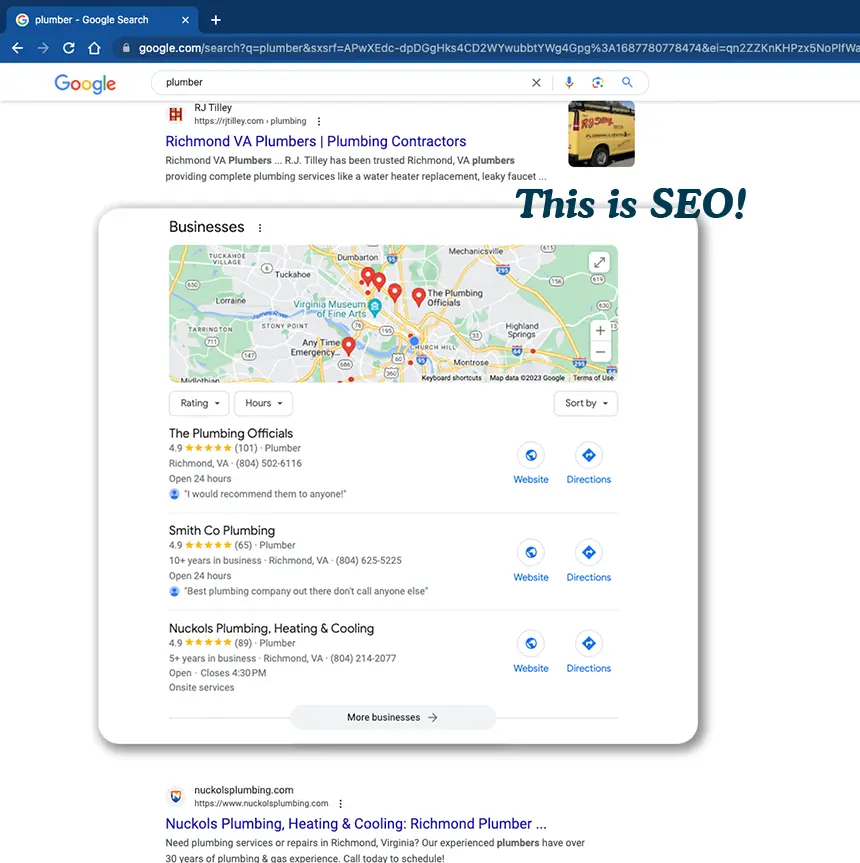 plumber - Google Search
google.com/search?q=plumber&sxsrf=APwXEdc-dpDGgHks4CD2WYwubbtYWg4Gpg%3A1687780778474&ei=qn2ZZKnKHPzx5NoPlfWa
Google
plumber
RJ Tilley
https://rjtilley.com › plumbing
Richmond VA Plumbers | Plumbing Contractors
Richmond VA Plumbers ... R.J. Tilley has been trusted Richmond, VA plumbers
providing complete plumbing services like a water heater replacement, leaky faucet ...
This is SEO!
Businesses
TUCKAHOE
VILLAGE
Dumbarton
Mechanicsville
Tuckahoe
Lorraine
Virginia Museum
of Fine Arts
The Plumbing
Officials
TARRINGTON
STONY POINT
Any Time
Emergency...
CHURCH HILL
Highland
Springs
Montrose
Midlothian
Keyboard shortcuts Map data ©2023 Google Terms of Use
Rating Hours Sort by
The Plumbing Officials
4.9 (101) · Plumber
Richmond, VA · (804) 502-6116
Open 24 hours
"I would recommend them to anyone!"
Website Directions
Smith Co Plumbing
4.9 (65) · Plumber
10+ years in business · Richmond, VA · (804) 625-5225
Open 24 hours
"Best plumbing company out there don't call anyone else"
Website Directions
Nuckols Plumbing, Heating & Cooling
4.9 (89) · Plumber
5+ years in business · Richmond, VA · (804) 214-2077
Open · Closes 4:30 PM
Onsite services
Website Directions
More businesses
nuckolsplumbing.com
https://www.nuckolsplumbing.com
Nuckols Plumbing, Heating & Cooling: Richmond Plumber ...
Need plumbing services or repairs in Richmond, Virginia? Our experienced plumbers have over
30 years of plumbing & gas experience. Call today to schedule!